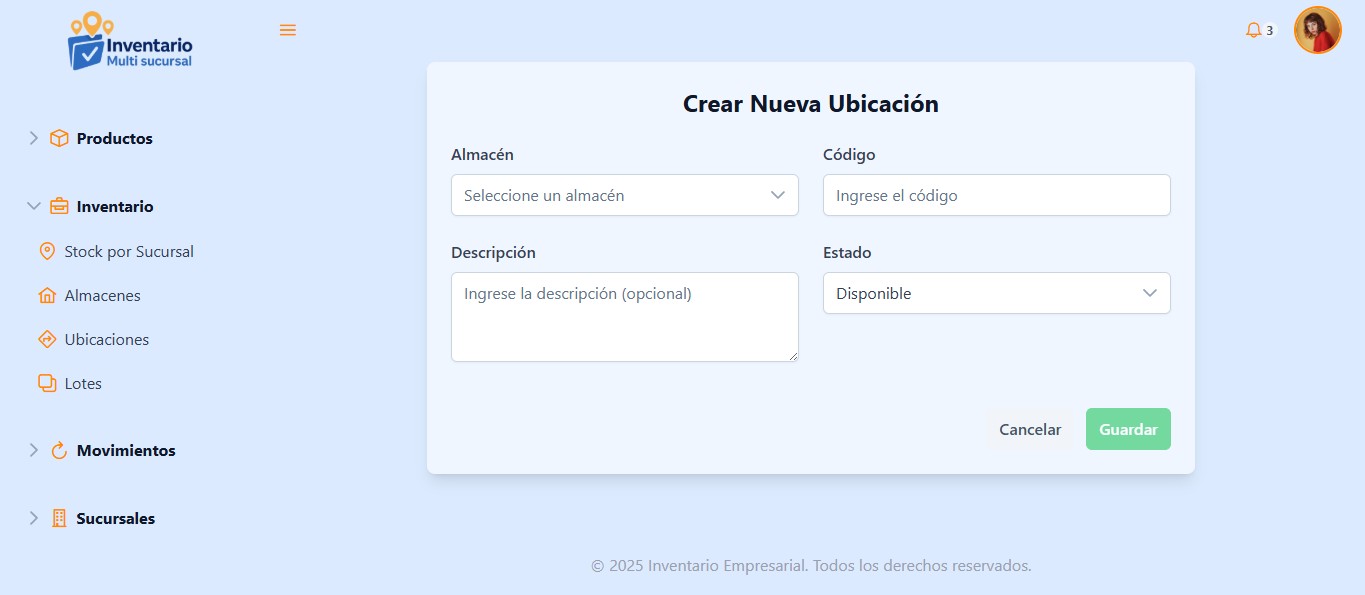 Inventario
Multi sucursal
3
Productos
Inventario
Stock por Sucursal
Almacenes
Ubicaciones
Lotes
Movimientos
Sucursales
Crear Nueva Ubicación
Almacén
Seleccione un almacén
Código
Ingrese el código
Descripción
Ingrese la descripción (opcional)
Estado
Disponible
Cancelar
Guardar
© 2025 Inventario Empresarial. Todos los derechos reservados.